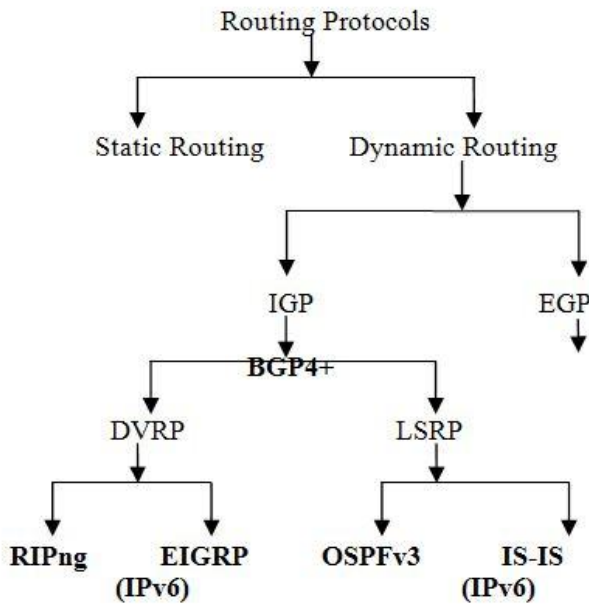 Routing Protocols
Static Routing
Dynamic Routing
IGP
EGP
BGP4+
DVRP
LSRP
RIPng
EIGRP
(IPv6)
OSPFv3
IS-IS
(IPv6)